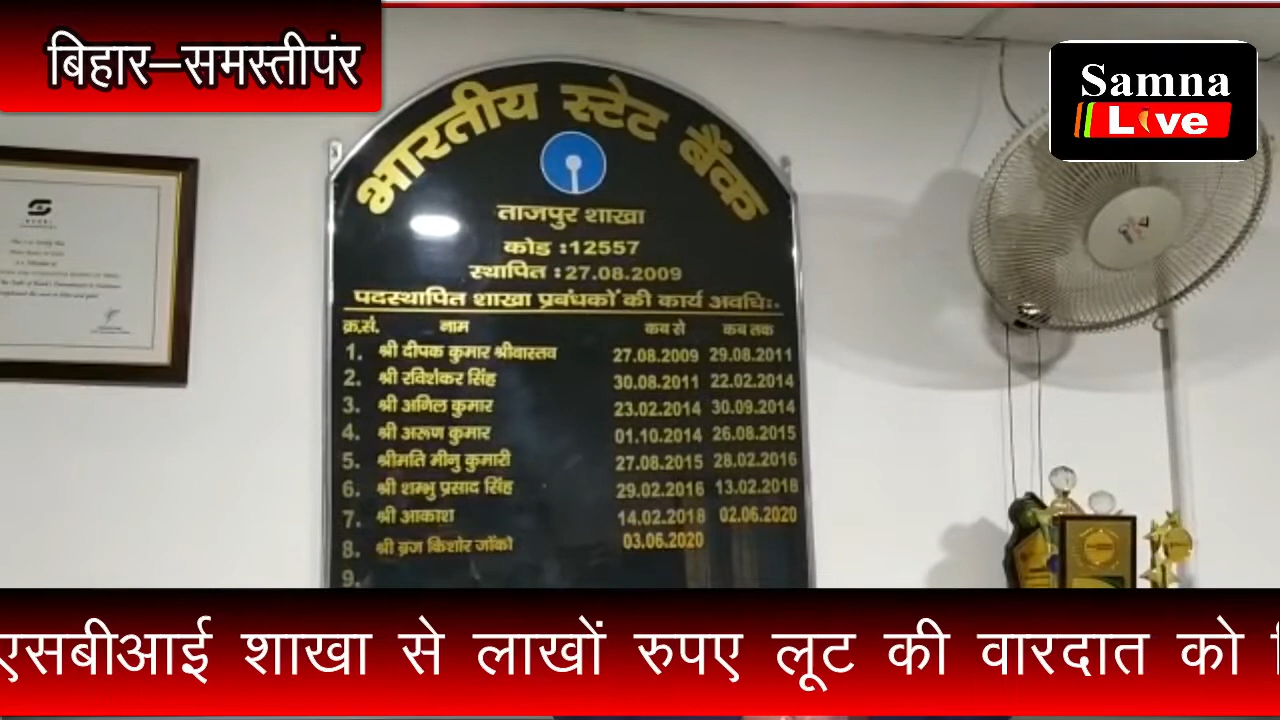 बिहार–समस्तीपंर
Samna
Live
भारतीय स्टेट बैंक
ताजपुर शाखा
कोड :12557
स्थापित :27.08.2009
पदस्थापित शाखा प्रबंधकों की कार्य अवधिः-
क्र.सं. नाम कब से कब तक
1. श्री दीपक कुमार श्रीवास्तव 27.08.2009 29.08.2011
2. श्री रविशंकर सिंह 30.08.2011 22.02.2014
3. श्री अनिल कुमार 23.02.2014 30.09.2014
4. श्री अरूण कुमार 01.10.2014 26.08.2015
5. श्रीमति मीनु कुमारी 27.08.2015 28.02.2016
6. श्री शम्भु प्रसाद सिंह 29.02.2016 13.02.2018
7. श्री आकाश 14.02.2018 02.06.2020
8. श्री ब्रज किशोर जोंको 03.06.2020
9.
एसबीआई शाखा से लाखों रुपए लूट की वारदात को